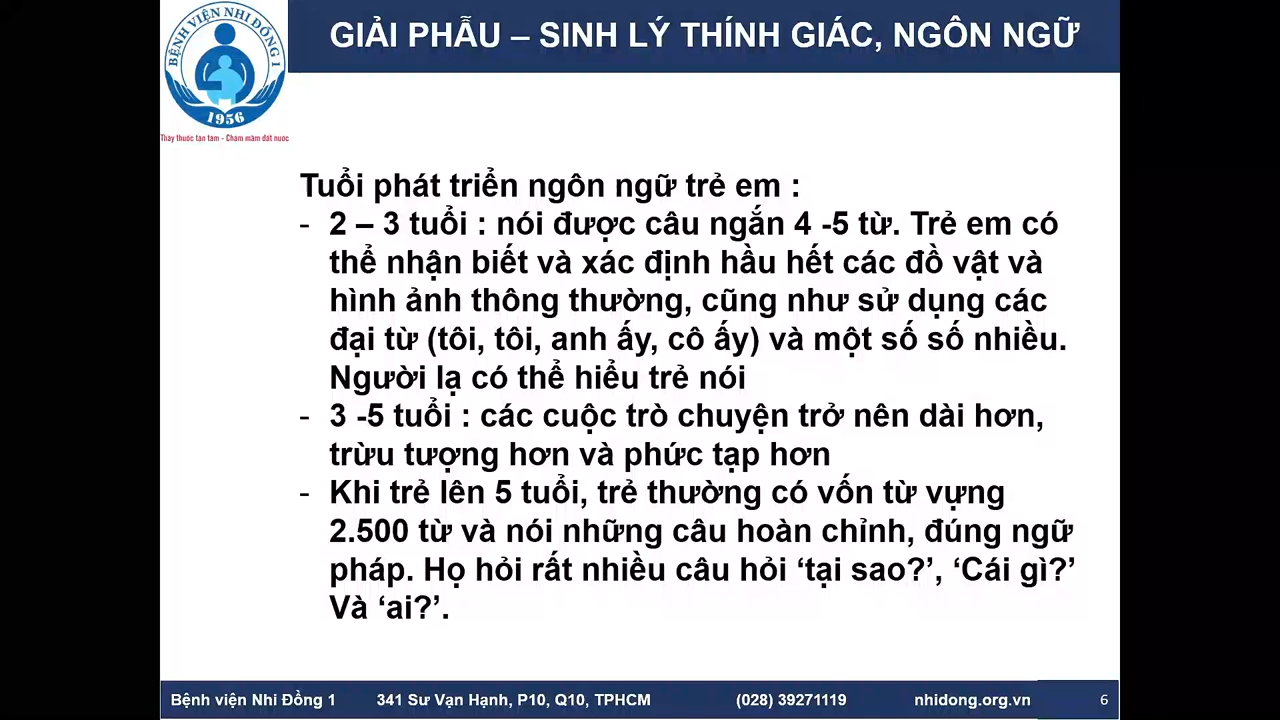 BỆNH VIỆN NHI ĐỒNG 1
1956
Thầy thuốc tận tâm - Chăm mầm đất nước
GIẢI PHẪU – SINH LÝ THÍNH GIÁC, NGÔN NGỮ
Tuổi phát triển ngôn ngữ trẻ em :
- 2 – 3 tuổi : nói được câu ngắn 4 -5 từ. Trẻ em có
thể nhận biết và xác định hầu hết các đồ vật và
hình ảnh thông thường, cũng như sử dụng các
đại từ (tôi, tôi, anh ấy, cô ấy) và một số số nhiều.
Người lạ có thể hiểu trẻ nói
- 3 -5 tuổi : các cuộc trò chuyện trở nên dài hơn,
trừu tượng hơn và phức tạp hơn
- Khi trẻ lên 5 tuổi, trẻ thường có vốn từ vựng
2.500 từ và nói những câu hoàn chỉnh, đúng ngữ
pháp. Họ hỏi rất nhiều câu hỏi ‘tại sao?’, ‘Cái gì?’
Và ‘ai?’.
Bệnh viện Nhi Đồng 1 341 Sư Vạn Hạnh, P10, Q10, TPHCM (028) 39271119 nhidong.org.vn 6